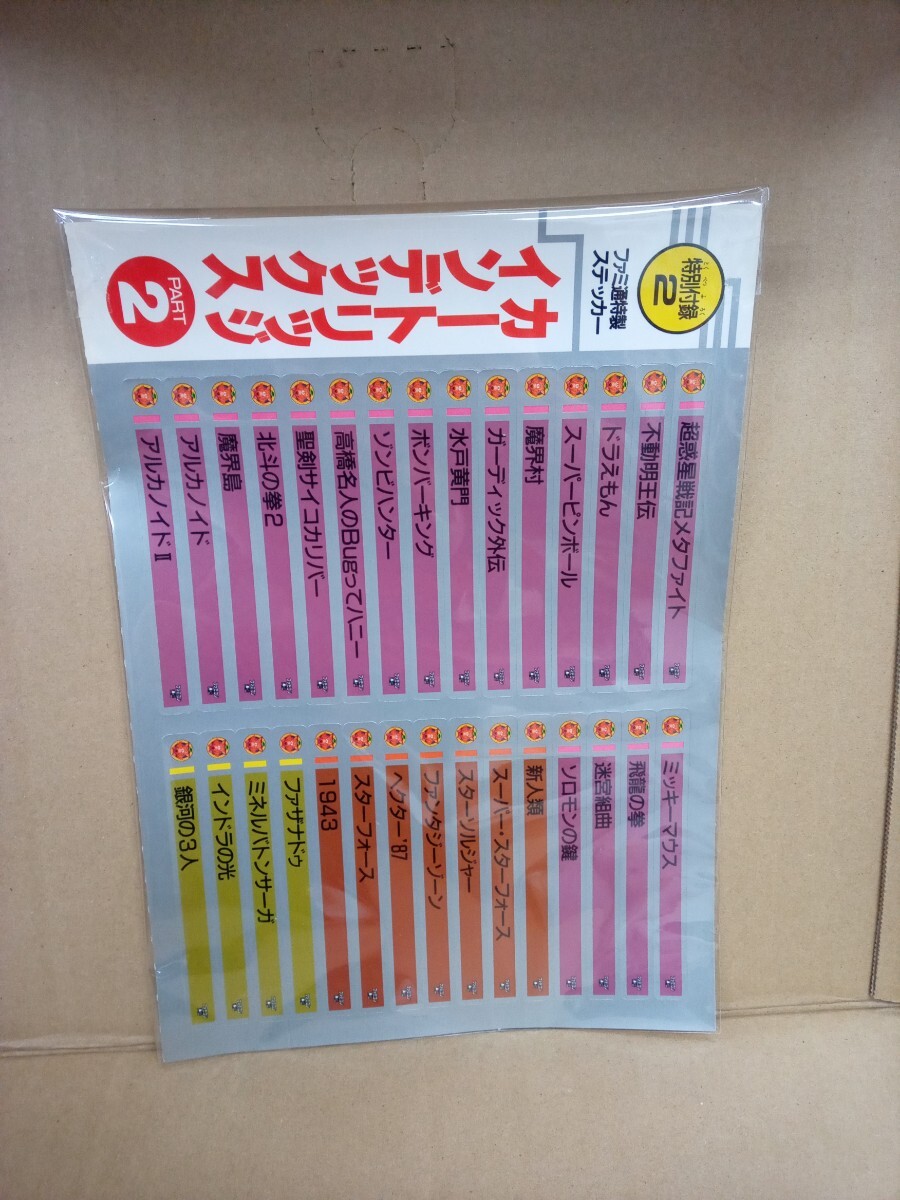 特別付録
とくべつふろく
2
ファミ通特製
ステッカー
カートリッジ
インデックス
PART
2
超惑星戦記メタファイト
不動明王伝
ドラえもん
スーパーピンボール
魔界村
ガーディック外伝
水戸黄門
ボンバーキング
ゾンビハンター
高橋名人のBugってハニー
聖剣サイコカリバー
北斗の拳2
魔界島
アルカノイド
アルカノイドⅡ
ミッキーマウス
飛龍の拳
迷宮組曲
ソロモンの鍵
新人類
スーパー・スターフォース
スターソルジャー
ファンタジーゾーン
ヘクター'87
スターフォース
1943
ファザナドゥ
ミネルバトンサーガ
インドラの光
銀河の3人